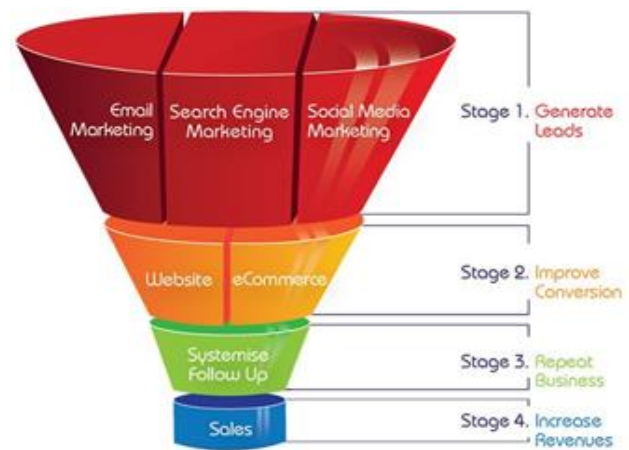 Email
Marketing
Search Engine
Marketing
Social Media
Marketing
Stage 1. Generate
Leads
Website
eCommerce
Stage 2. Improve
Conversion
Systemise
Follow Up
Stage 3. Repeat
Business
Sales
Stage 4. Increase
Revenues